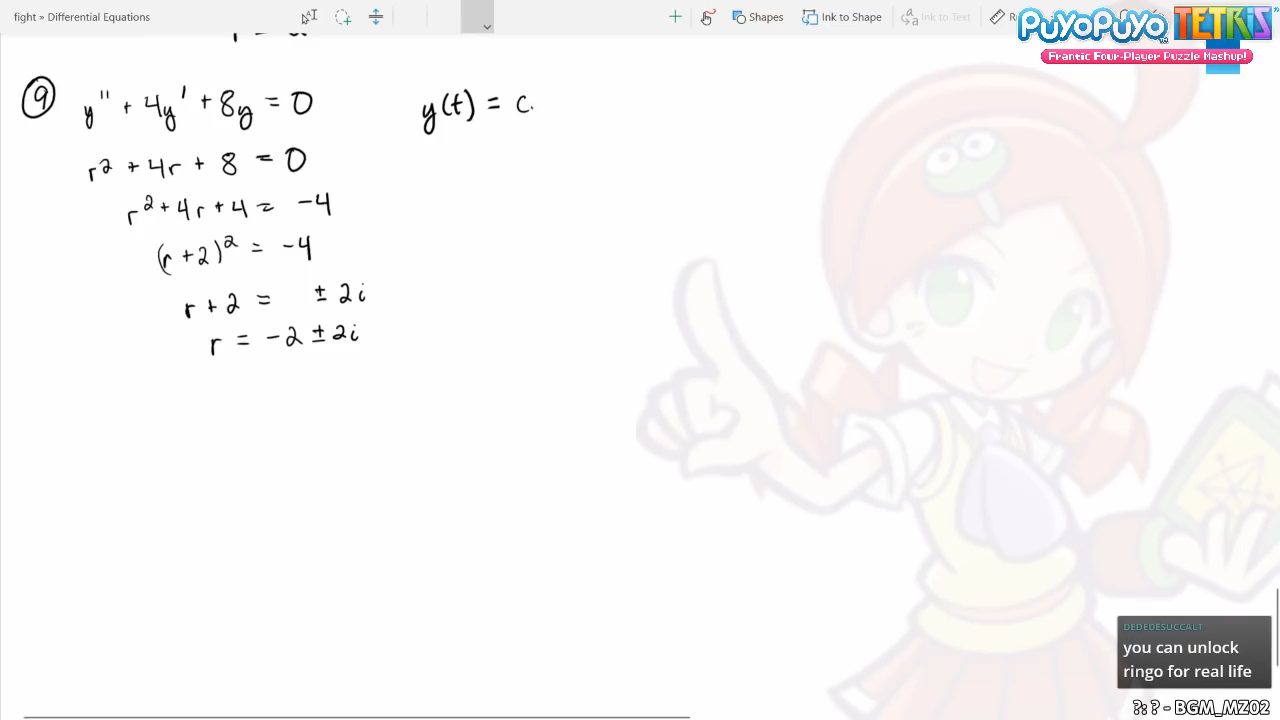 fight » Differential Equations
Shapes
Ink to Shape
Ink to Text
PuyoPuyo TETRIS
Frantic Four-Player Puzzle Mashup!
⑨ y'' + 4y' + 8y = 0
y(t) = c
r² + 4r + 8 = 0
r² + 4r + 4 = -4
(r + 2)² = -4
r + 2 = ± 2i
r = -2 ± 2i
DEDEDESUCCALT
you can unlock
ringo for real life
?: ? - BGM_MZ02